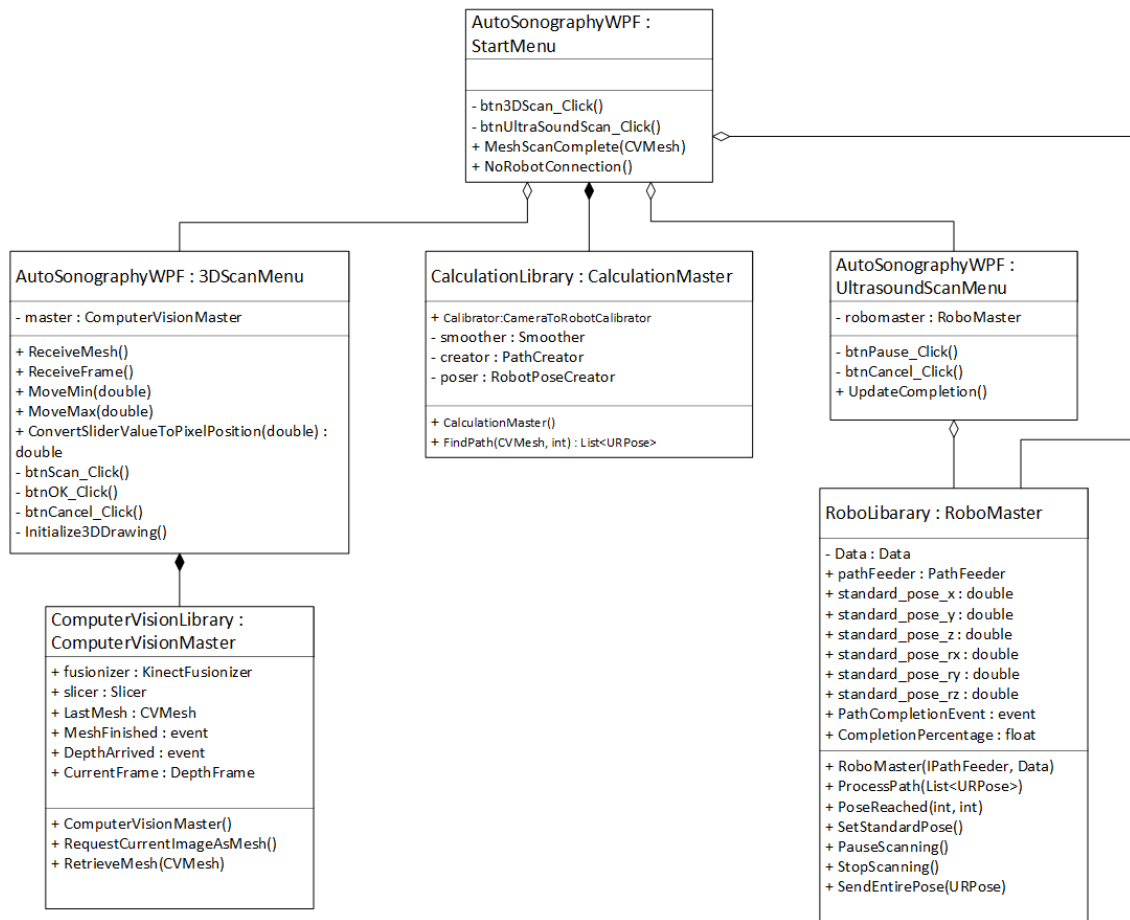 AutoSonographyWPF :
StartMenu
- btn3DScan_Click()
- btnUltraSoundScan_Click()
+ MeshScanComplete(CVMesh)
+ NoRobotConnection()
AutoSonographyWPF : 3DScanMenu
- master : ComputerVisionMaster
+ ReceiveMesh()
+ ReceiveFrame()
+ MoveMin(double)
+ MoveMax(double)
+ ConvertSliderValueToPixelPosition(double) :
double
- btnScan_Click()
- btnOK_Click()
- btnCancel_Click()
- Initialize3DDrawing()
CalculationLibrary : CalculationMaster
+ Calibrator:CameraToRobotCalibrator
- smoother : Smoother
- creator : PathCreator
- poser : RobotPoseCreator
+ CalculationMaster()
+ FindPath(CVMesh, int) : List<URPose>
AutoSonographyWPF :
UltrasoundScanMenu
- robomaster : RoboMaster
- btnPause_Click()
- btnCancel_Click()
+ UpdateCompletion()
ComputerVisionLibrary :
ComputerVisionMaster
+ fusionizer : KinectFusionizer
+ slicer : Slicer
+ LastMesh : CVMesh
+ MeshFinished : event
+ DepthArrived : event
+ CurrentFrame : DepthFrame
+ ComputerVisionMaster()
+ RequestCurrentImageAsMesh()
+ RetrieveMesh(CVMesh)
RoboLibarary : RoboMaster
- Data : Data
+ pathFeeder : PathFeeder
+ standard_pose_x : double
+ standard_pose_y : double
+ standard_pose_z : double
+ standard_pose_rx : double
+ standard_pose_ry : double
+ standard_pose_rz : double
+ PathCompletionEvent : event
+ CompletionPercentage : float
+ RoboMaster(IPathFeeder, Data)
+ ProcessPath(List<URPose>)
+ PoseReached(int, int)
+ SetStandardPose()
+ PauseScanning()
+ StopScanning()
+ SendEntirePose(URPose)